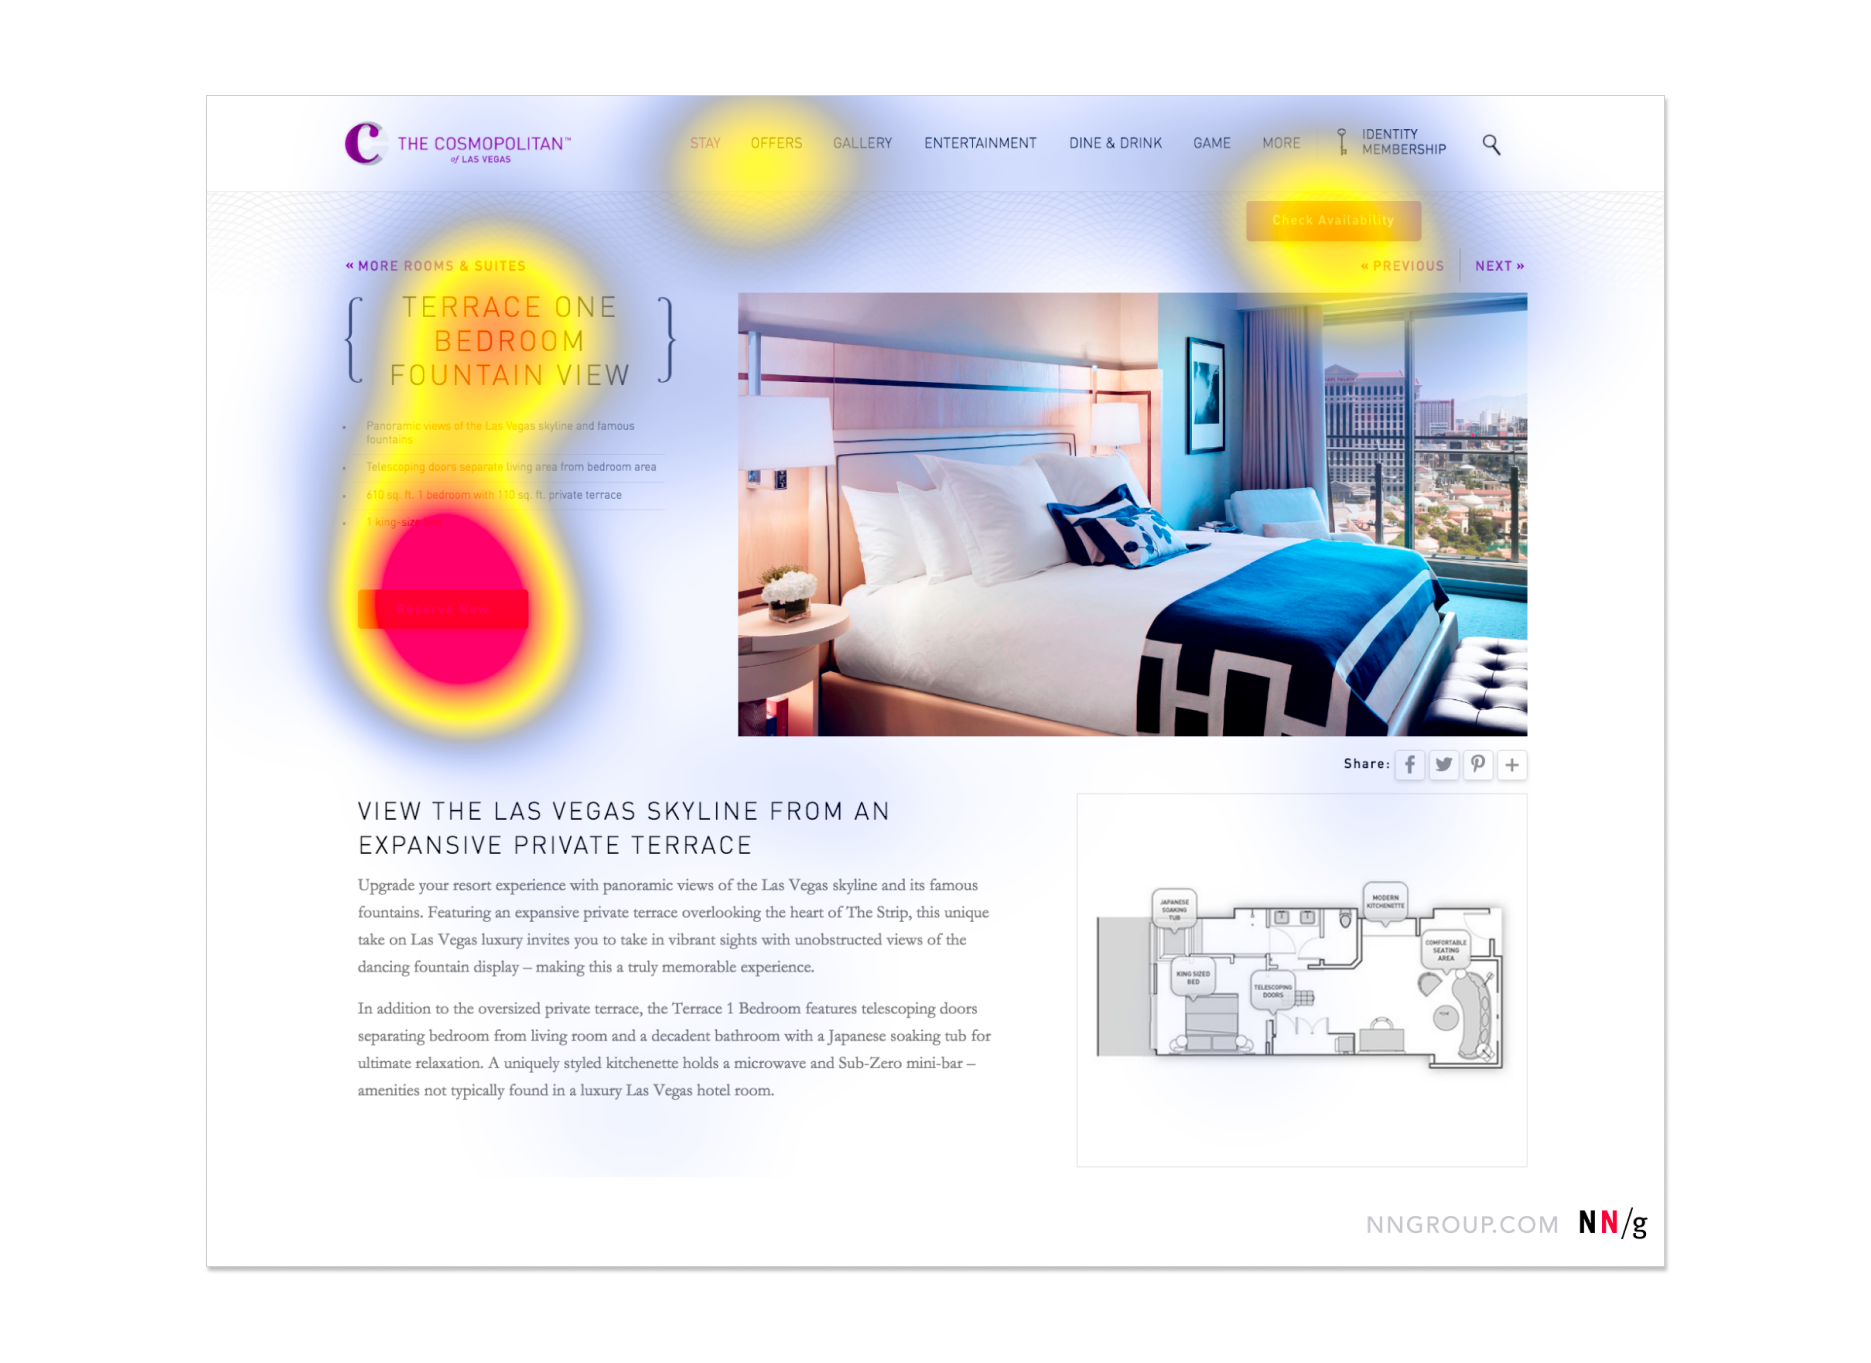 THE COSMOPOLITAN™
of LAS VEGAS
STAY
OFFERS
GALLERY
ENTERTAINMENT
DINE & DRINK
GAME
MORE
IDENTITY
MEMBERSHIP
Check Availability
« MORE ROOMS & SUITES
« PREVIOUS
NEXT »
TERRACE ONE
BEDROOM
FOUNTAIN VIEW
• Panoramic views of the Las Vegas skyline and famous
fountains
• Telescoping doors separate living area from bedroom area
• 610 sq. ft. 1 bedroom with 110 sq. ft. private terrace
• 1 king-size bed
Reserve Now
Share:
VIEW THE LAS VEGAS SKYLINE FROM AN
EXPANSIVE PRIVATE TERRACE
Upgrade your resort experience with panoramic views of the Las Vegas skyline and its famous
fountains. Featuring an expansive private terrace overlooking the heart of The Strip, this unique
take on Las Vegas luxury invites you to take in vibrant sights with unobstructed views of the
dancing fountain display – making this a truly memorable experience.
In addition to the oversized private terrace, the Terrace 1 Bedroom features telescoping doors
separating bedroom from living room and a decadent bathroom with a Japanese soaking tub for
ultimate relaxation. A uniquely styled kitchenette holds a microwave and Sub-Zero mini-bar –
amenities not typically found in a luxury Las Vegas hotel room.
JAPANESE
SOAKING
TUB
MODERN
KITCHENETTE
COMFORTABLE
SEATING
AREA
KING SIZED
BED
TELESCOPING
DOORS
NNGROUP.COM NN/g